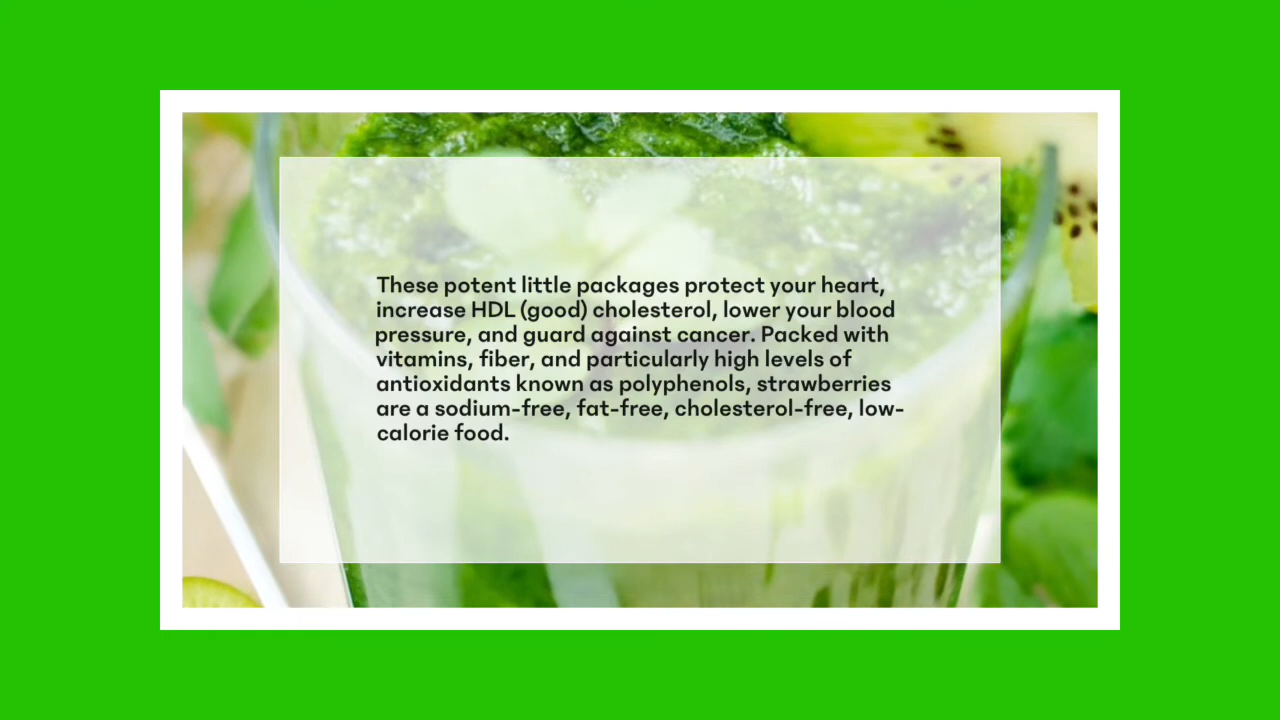 These potent little packages protect your heart,
increase HDL (good) cholesterol, lower your blood
pressure, and guard against cancer. Packed with
vitamins, fiber, and particularly high levels of
antioxidants known as polyphenols, strawberries
are a sodium-free, fat-free, cholesterol-free, low-
calorie food.